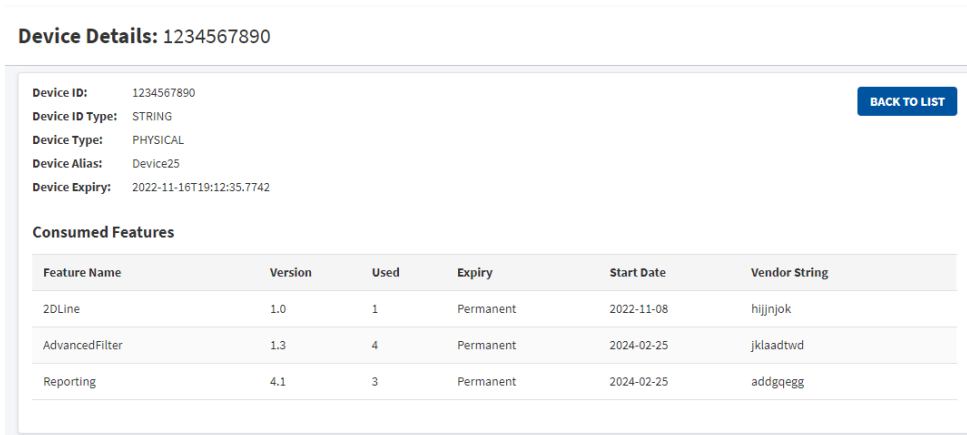 Device Details: 1234567890
Device ID: 1234567890
BACK TO LIST
Device ID Type: STRING
Device Type: PHYSICAL
Device Alias: Device25
Device Expiry: 2022-11-16T19:12:35.7742
Consumed Features
Feature Name Version Used Expiry Start Date Vendor String
2DLine 1.0 1 Permanent 2022-11-08 hijjnjok
AdvancedFilter 1.3 4 Permanent 2024-02-25 jklaadtwd
Reporting 4.1 3 Permanent 2024-02-25 addgqegg